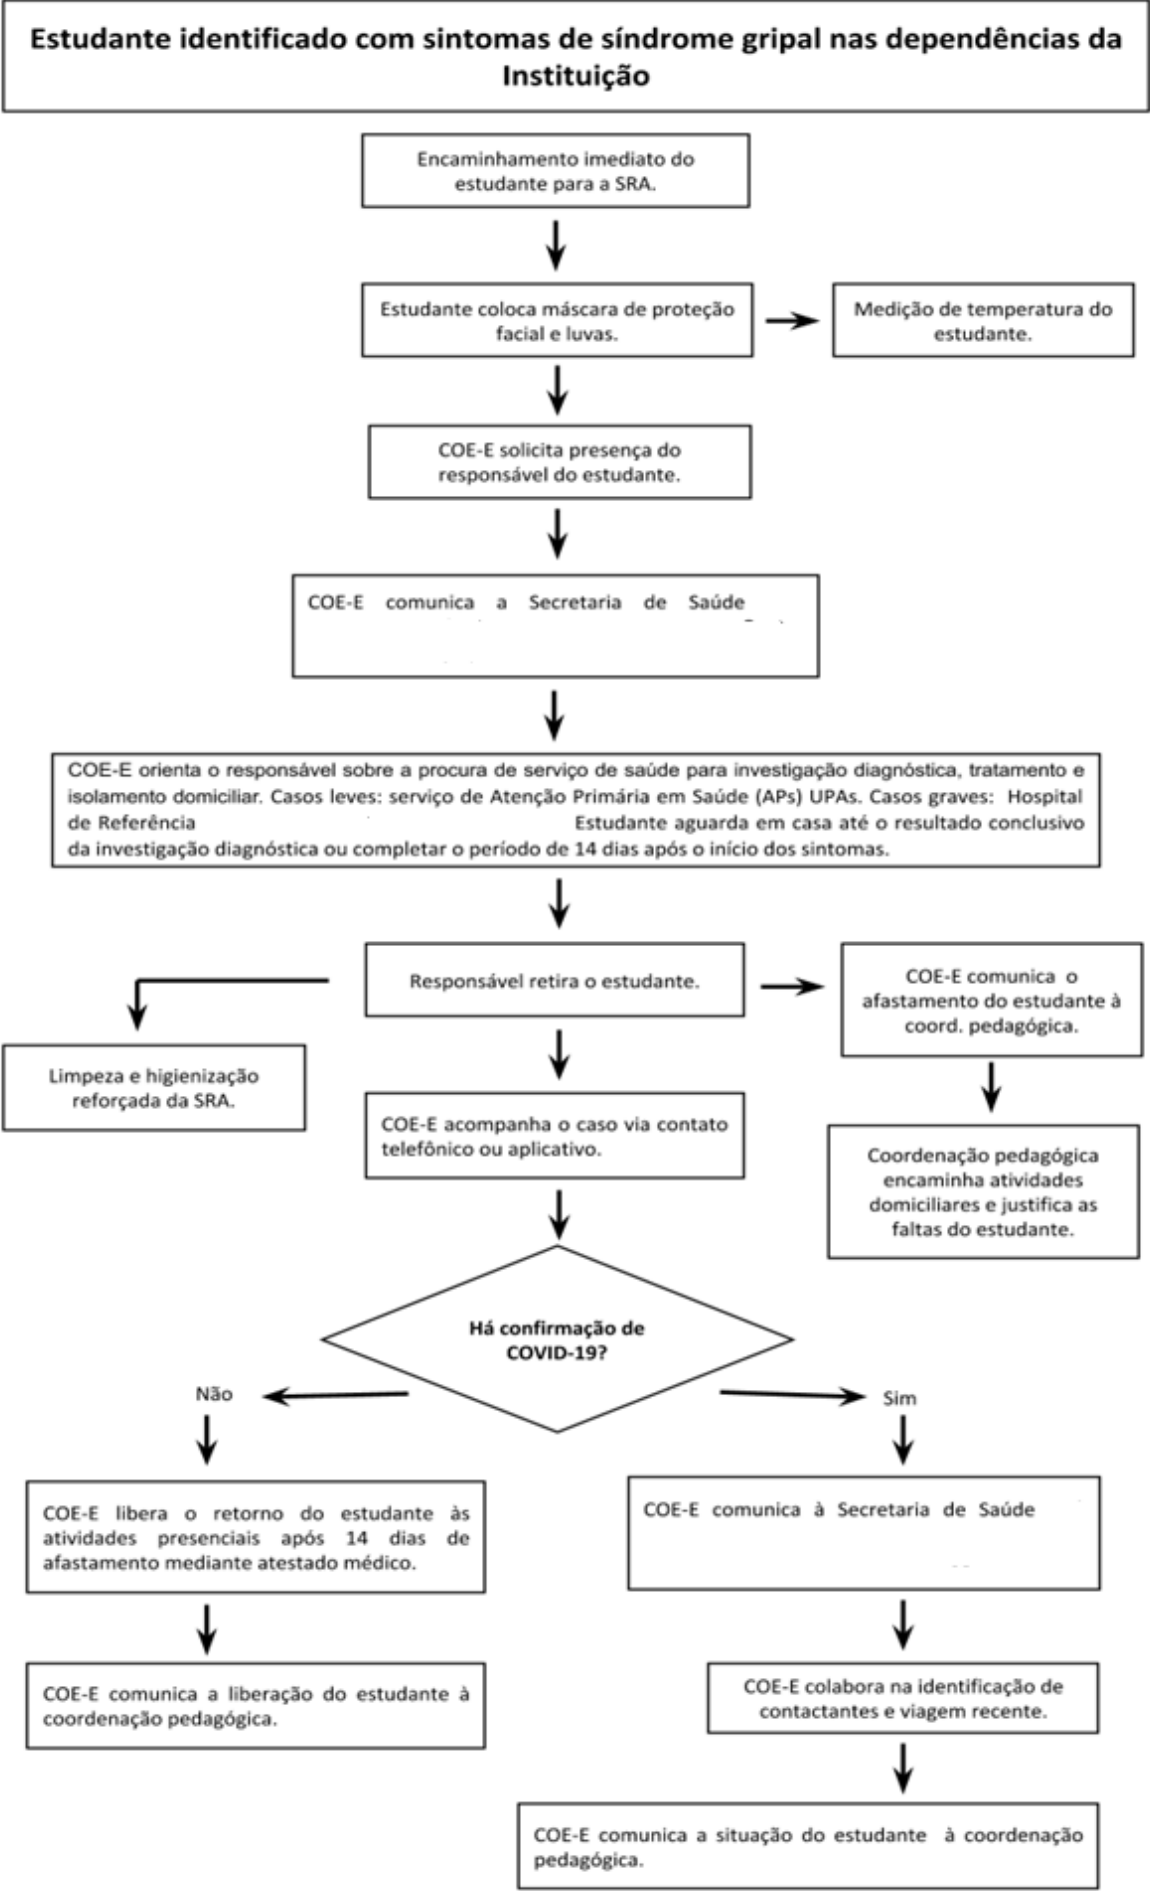 Estudante identificado com sintomas de síndrome gripal nas dependências da
Instituição
Encaminhamento imediato do
estudante para a SRA.
Estudante coloca máscara de proteção
facial e luvas.
Medição de temperatura do
estudante.
COE-E solicita presença do
responsável do estudante.
COE-E comunica a Secretaria de Saúde
COE-E orienta o responsável sobre a procura de serviço de saúde para investigação diagnóstica, tratamento e
isolamento domiciliar. Casos leves: serviço de Atenção Primária em Saúde (APs) UPAs. Casos graves: Hospital
de Referência Estudante aguarda em casa até o resultado conclusivo
da investigação diagnóstica ou completar o período de 14 dias após o início dos sintomas.
Responsável retira o estudante.
COE-E comunica o
afastamento do estudante à
coord. pedagógica.
Limpeza e higienização
reforçada da SRA.
COE-E acompanha o caso via contato
telefônico ou aplicativo.
Coordenação pedagógica
encaminha atividades
domiciliares e justifica as
faltas do estudante.
Há confirmação de
COVID-19?
Não
Sim
COE-E libera o retorno do estudante às
atividades presenciais após 14 dias de
afastamento mediante atestado médico.
COE-E comunica à Secretaria de Saúde
COE-E comunica a liberação do estudante à
coordenação pedagógica.
COE-E colabora na identificação de
contactantes e viagem recente.
COE-E comunica a situação do estudante à coordenação
pedagógica.